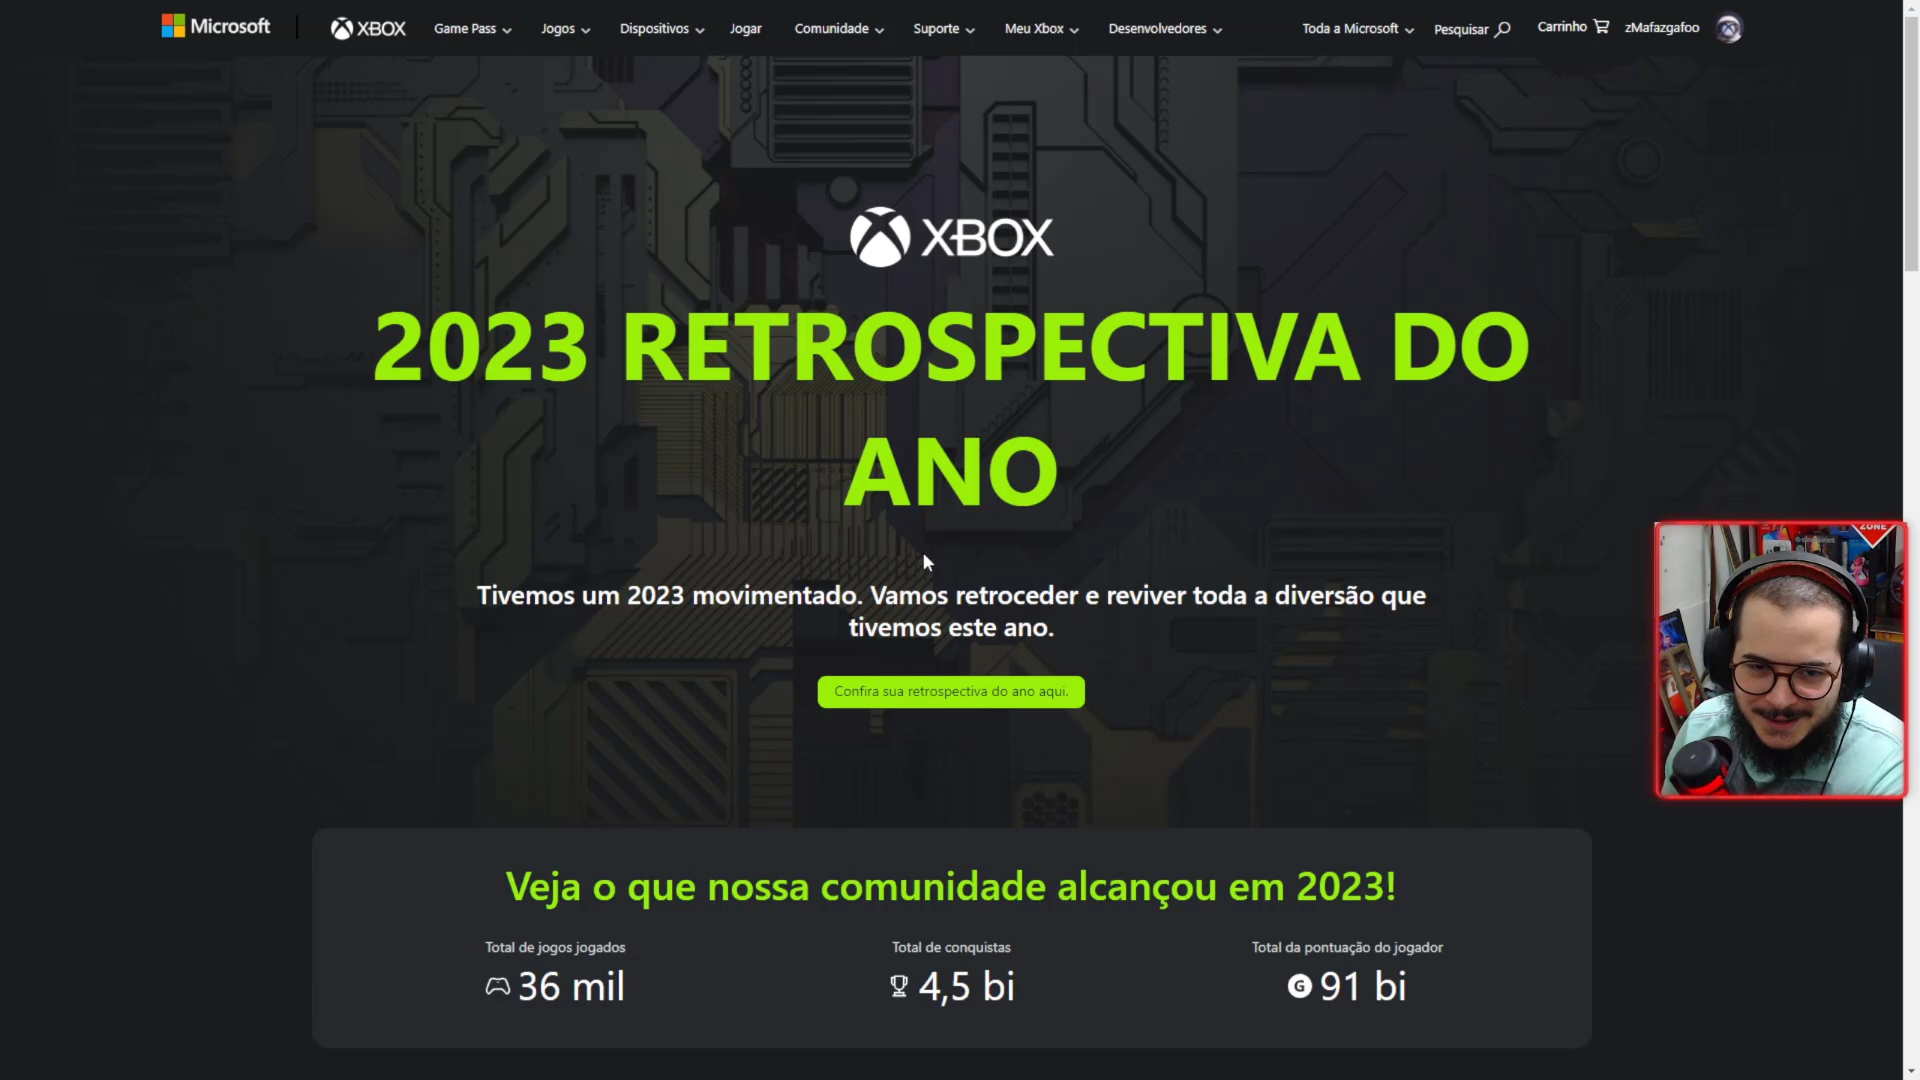 Microsoft
XBOX
Game Pass
Jogos
Dispositivos
Jogar
Comunidade
Suporte
Meu Xbox
Desenvolvedores
Toda a Microsoft
Pesquisar
Carrinho
zMafazgafoo
XBOX
2023 RETROSPECTIVA DO
ANO
Tivemos um 2023 movimentado. Vamos retroceder e reviver toda a diversão que
tivemos este ano.
Confira sua retrospectiva do ano aqui.
ZONE
Veja o que nossa comunidade alcançou em 2023!
Total de jogos jogados
36 mil
Total de conquistas
4,5 bi
Total da pontuação do jogador
G 91 bi